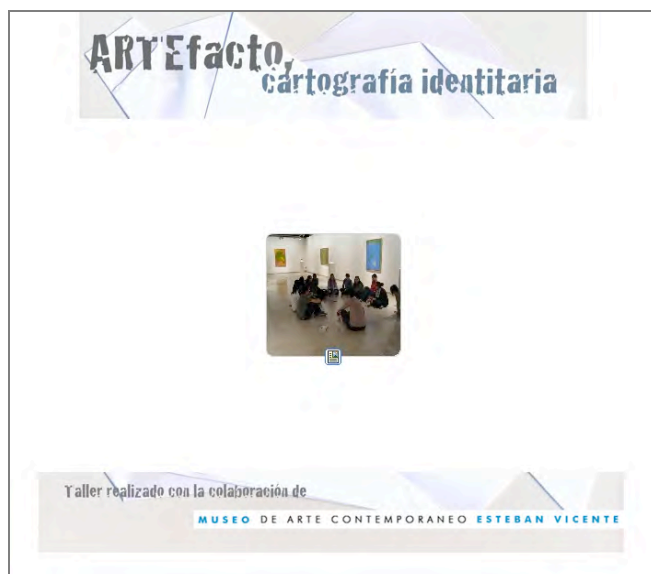 ARTEfacto,
cartografía identitaria
Taller realizado con la colaboración de
MUSEO DE ARTE CONTEMPORANEO ESTEBAN VICENTE